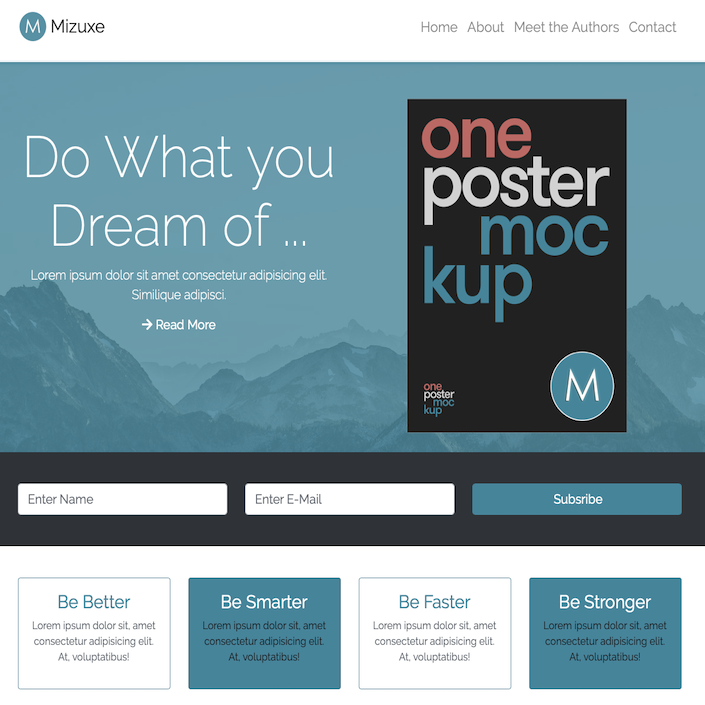 M Mizuxe
Home About Meet the Authors Contact
Do What you
Dream of ...
Lorem ipsum dolor sit amet consectetur adipisicing elit.
Similique adipisci.
Read More
one
poster
moc
kup
one
poster
moc
kup
M
Enter Name
Enter E-Mail
Subsribe
Be Better
Lorem ipsum dolor sit, amet
consectetur adipisicing elit.
At, voluptatibus!
Be Smarter
Lorem ipsum dolor sit, amet
consectetur adipisicing elit.
At, voluptatibus!
Be Faster
Lorem ipsum dolor sit, amet
consectetur adipisicing elit.
At, voluptatibus!
Be Stronger
Lorem ipsum dolor sit, amet
consectetur adipisicing elit.
At, voluptatibus!